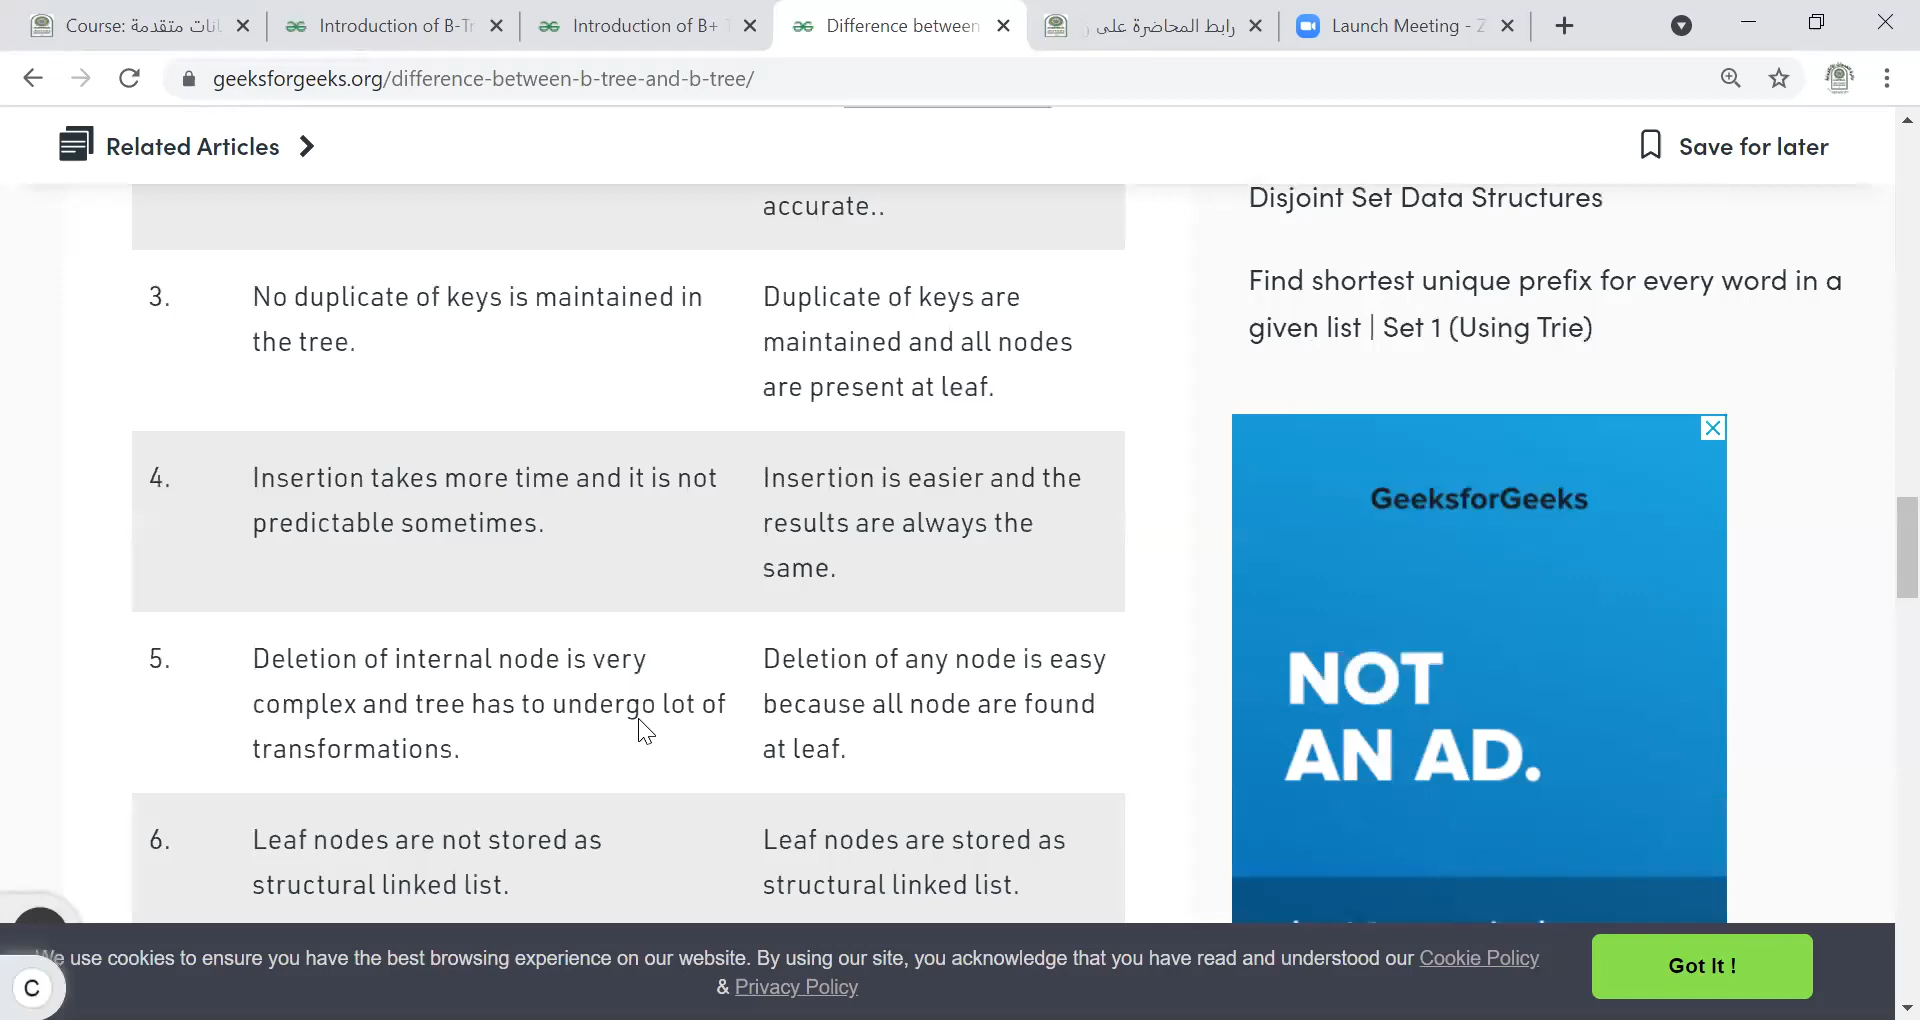 Course: انات متقدمة
Introduction of B-Tr
Introduction of B+ T
Difference between
رابط المحاضرة على ز
Launch Meeting - Z
geeksforgeeks.org/difference-between-b-tree-and-b-tree/
Related Articles
Save for later
accurate..
3. No duplicate of keys is maintained in Duplicate of keys are
the tree. maintained and all nodes
are present at leaf.
4. Insertion takes more time and it is not Insertion is easier and the
predictable sometimes. results are always the
same.
5. Deletion of internal node is very Deletion of any node is easy
complex and tree has to undergo lot of because all node are found
transformations. at leaf.
6. Leaf nodes are not stored as Leaf nodes are stored as
structural linked list. structural linked list.
Disjoint Set Data Structures
Find shortest unique prefix for every word in a
given list | Set 1 (Using Trie)
GeeksforGeeks
NOT
AN AD.
We use cookies to ensure you have the best browsing experience on our website. By using our site, you acknowledge that you have read and understood our Cookie Policy
& Privacy Policy
Got It !
C